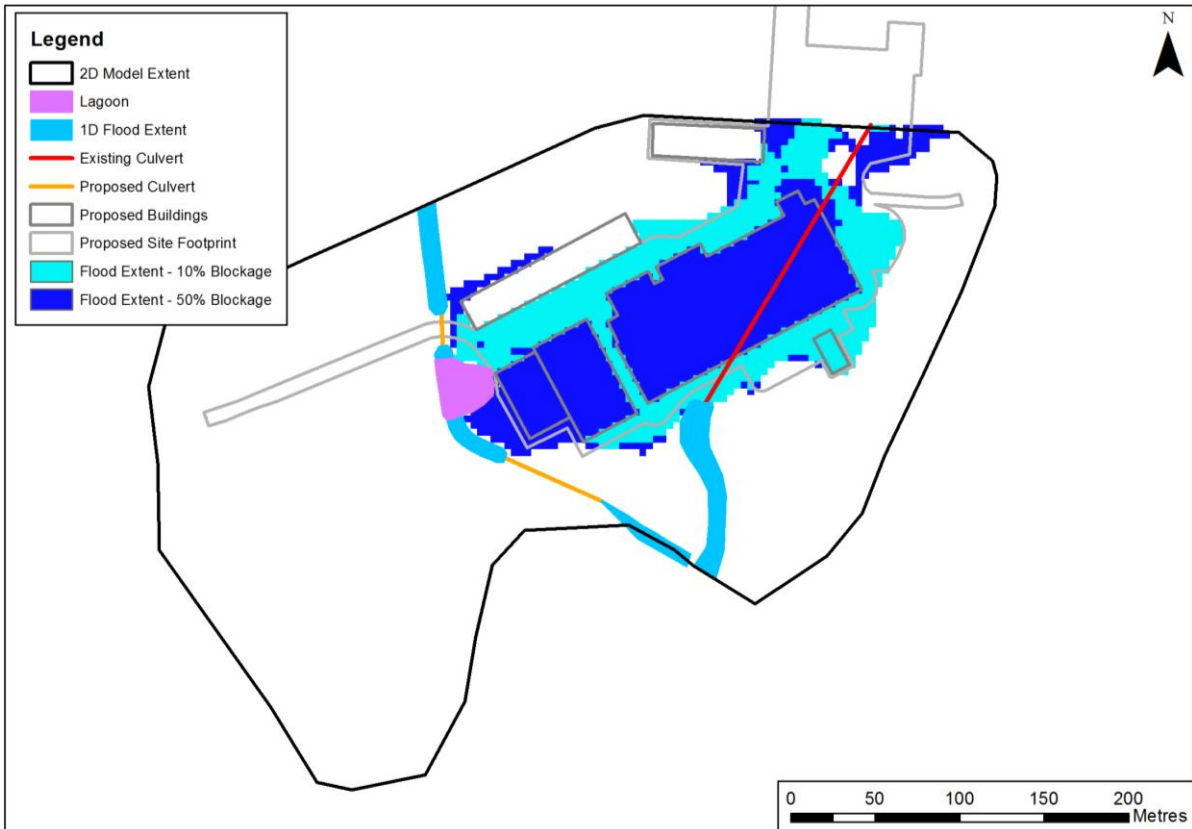 Legend
2D Model Extent
Lagoon
1D Flood Extent
Existing Culvert
Proposed Culvert
Proposed Buildings
Proposed Site Footprint
Flood Extent - 10% Blockage
Flood Extent - 50% Blockage
N
0 50 100 150 200
Metres